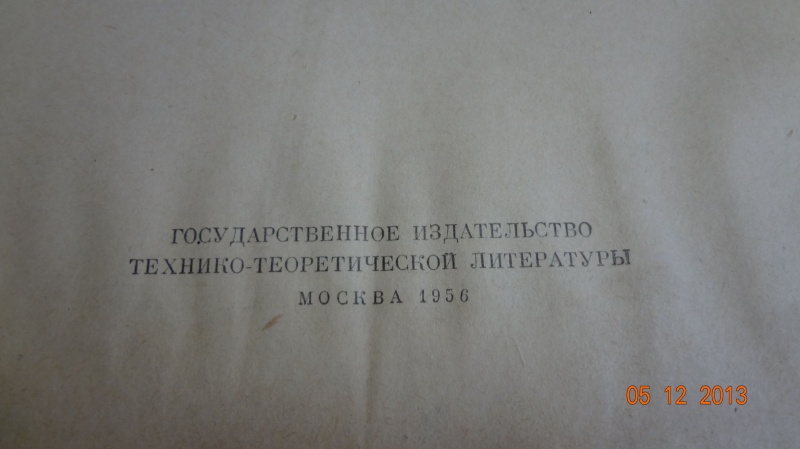 ГОСУДАРСТВЕННОЕ ИЗДАТЕЛЬСТВО
ТЕХНИКО-ТЕОРЕТИЧЕСКОЙ ЛИТЕРАТУРЫ
МОСКВА 1956
05 12 2013